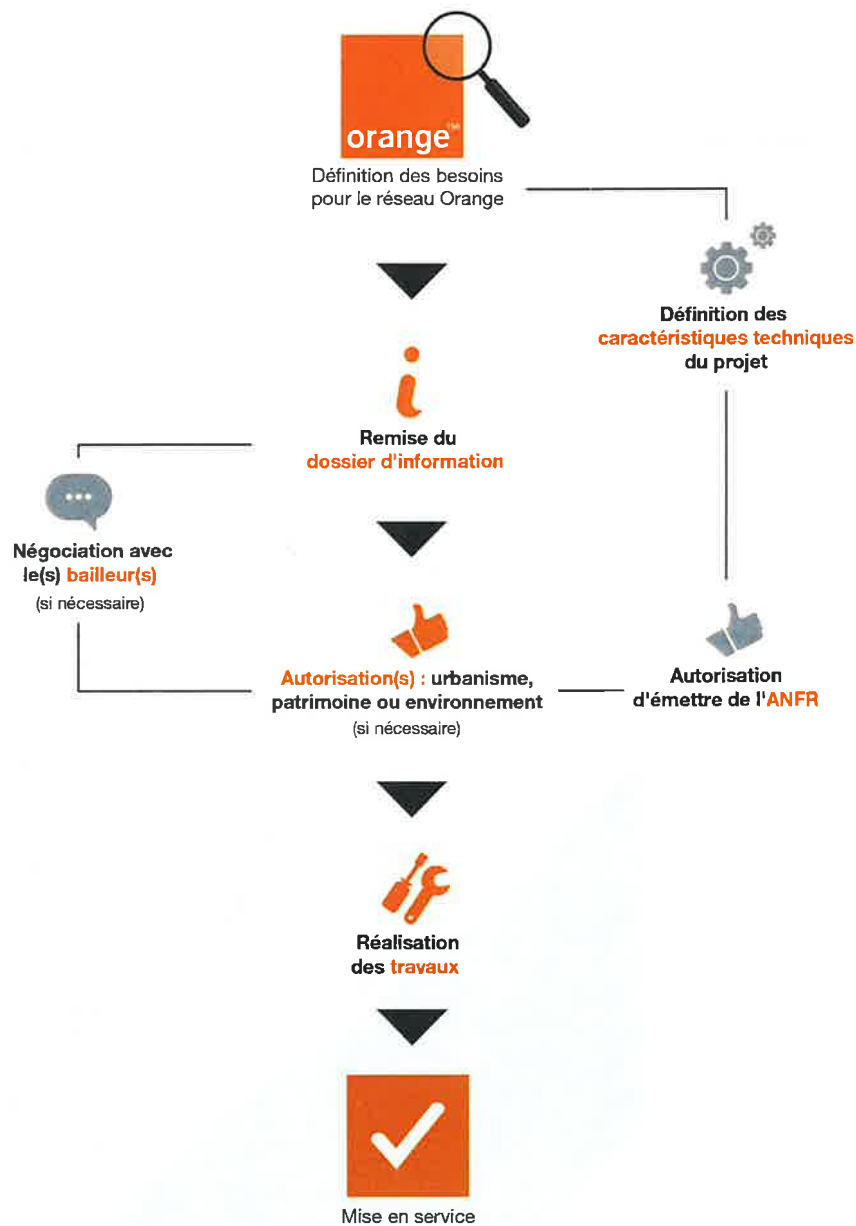 orange™
Définition des besoins
pour le réseau Orange
Définition des
caractéristiques techniques
du projet
Remise du
dossier d'information
Négociation avec
le(s) bailleur(s)
(si nécessaire)
Autorisation(s) : urbanisme,
patrimoine ou environnement
(si nécessaire)
Autorisation
d'émettre de l'ANFR
Réalisation
des travaux
Mise en service